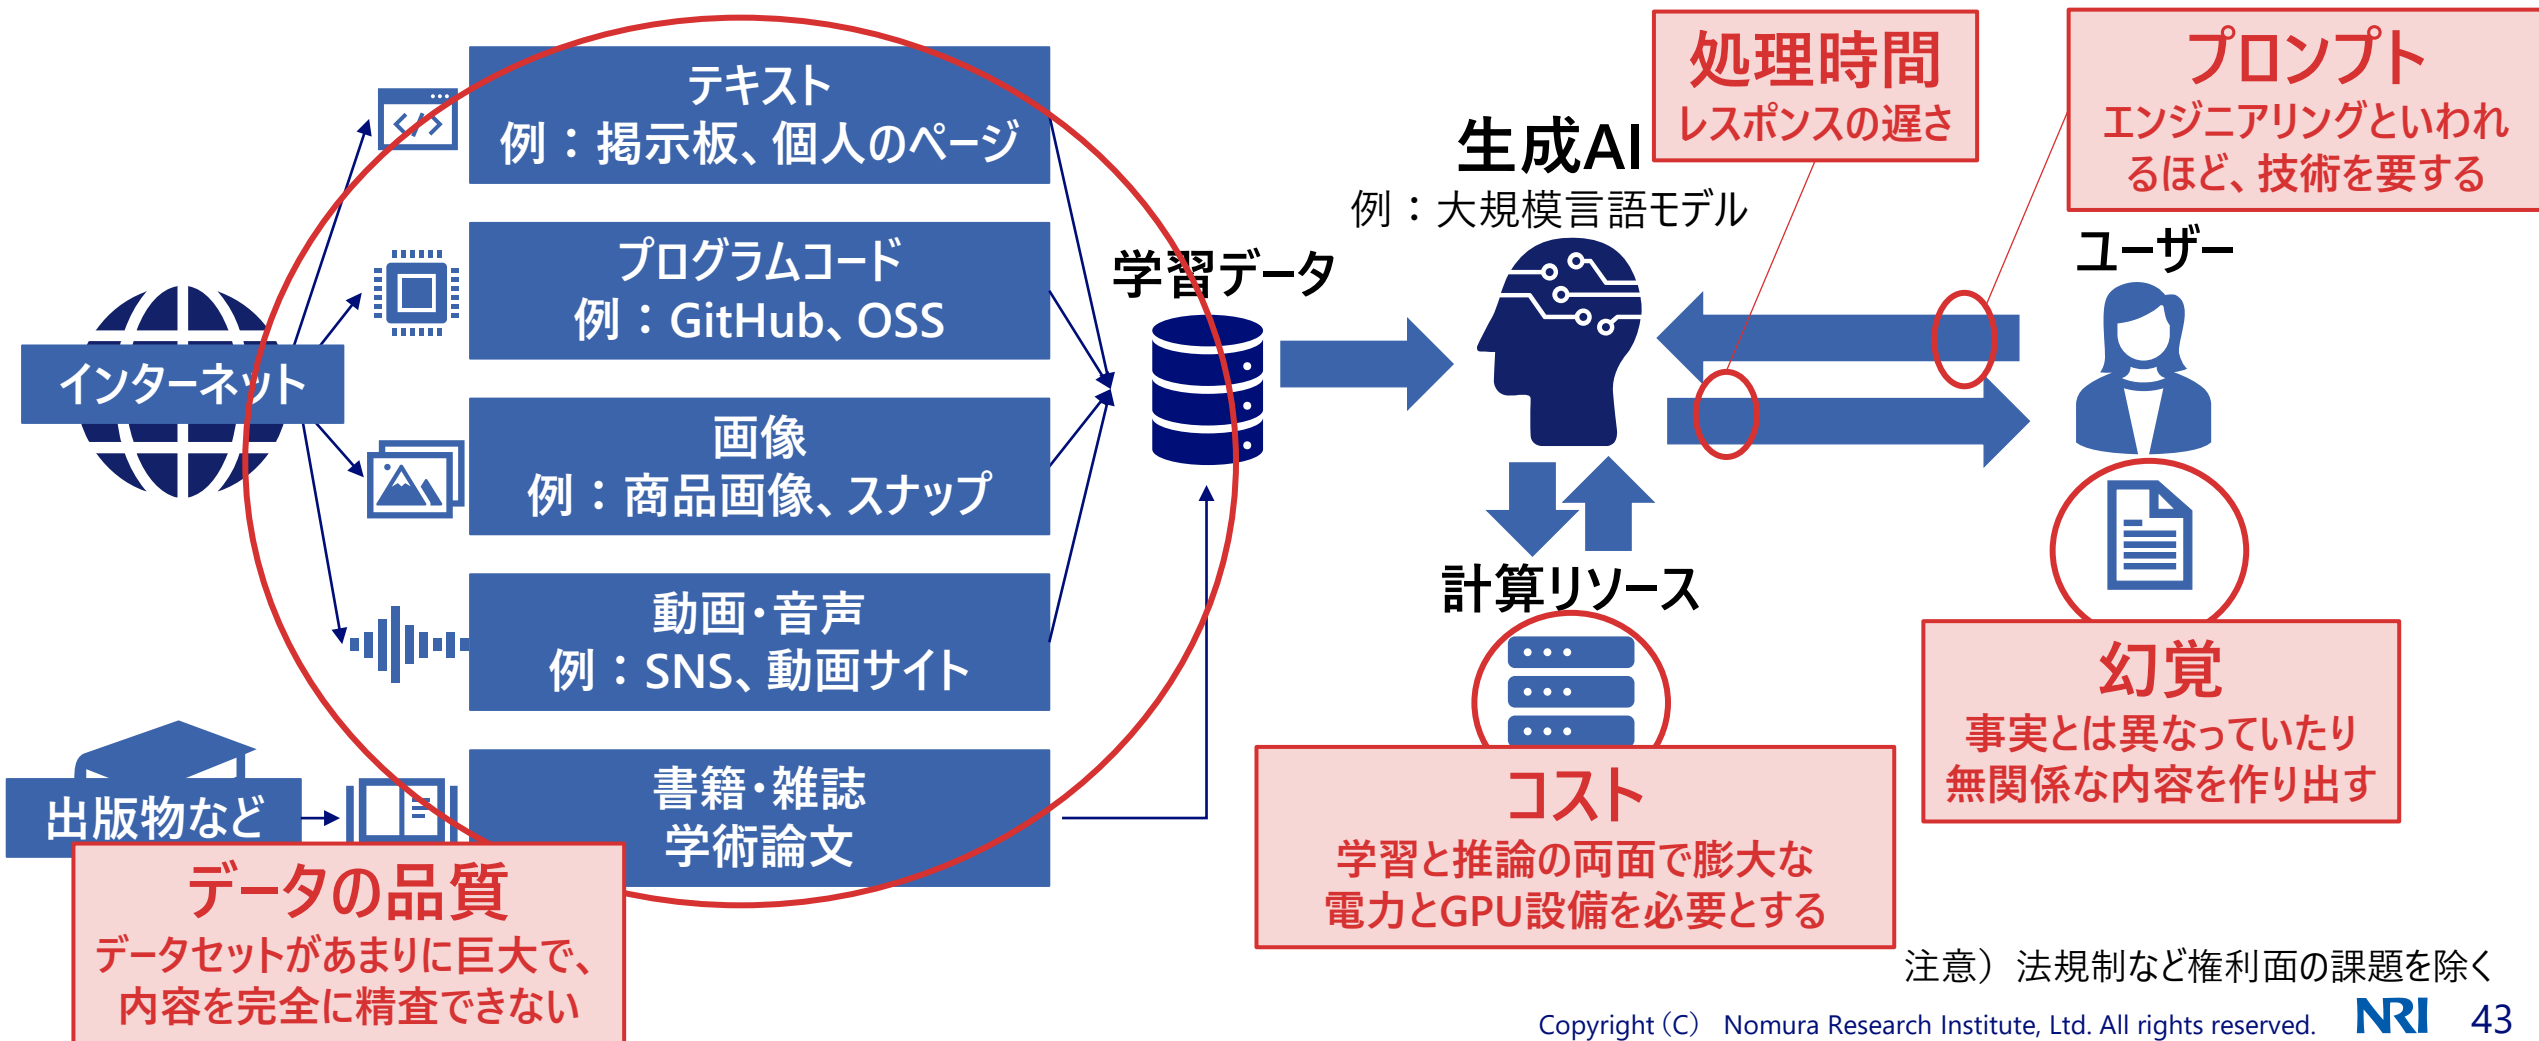 テキスト
例：掲示板、個人のページ
プログラムコード
例：GitHub、OSS
インターネット
画像
例：商品画像、スナップ
動画・音声
例：SNS、動画サイト
出版物など
書籍・雑誌
学術論文
データの品質
データセットがあまりに巨大で、
内容を完全に精査できない
学習データ
生成AI
例：大規模言語モデル
処理時間
レスポンスの遅さ
プロンプト
エンジニアリングといわれ
るほど、技術を要する
ユーザー
計算リソース
コスト
学習と推論の両面で膨大な
電力とGPU設備を必要とする
幻覚
事実とは異なっていたり
無関係な内容を作り出す
注意）法規制など権利面の課題を除く
Copyright（C） Nomura Research Institute, Ltd. All rights reserved.
NRI
43